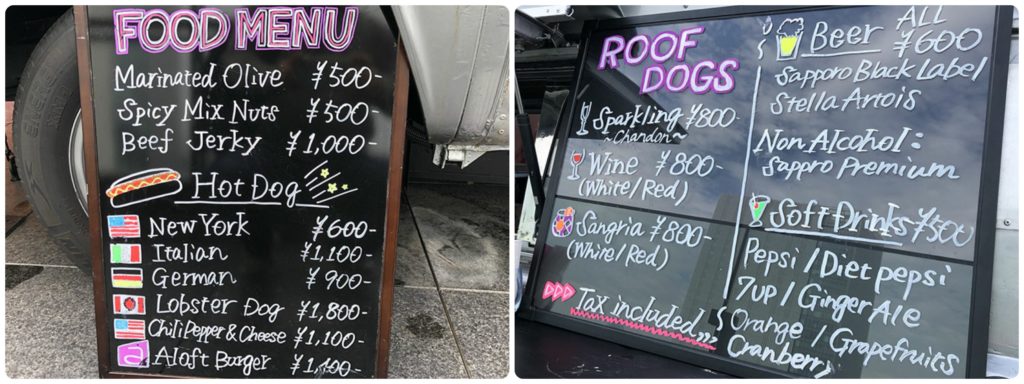 FOOD MENU
Marinated Olive ¥500-
Spicy Mix Nuts ¥500-
Beef Jerky ¥1,000-
Hot Dog
New York ¥600-
Italian ¥1,100-
German ¥900-
Lobster Dog ¥1,800-
Chili Pepper & Cheese ¥1,100-
Aloft Burger
ROOF DOGS
Sparkling ¥800-
~Chandon~
Wine ¥800-
(White/Red)
Sangria ¥800-
(White/Red)
Tax included
Beer ALL ¥600
Sapporo Black Label
Stella Artois
Non Alcohol:
Sappro Premium
Soft Drinks ¥500
Pepsi / Diet pepsi
7up / Ginger Ale
Orange / Grapefruits
Cranberry